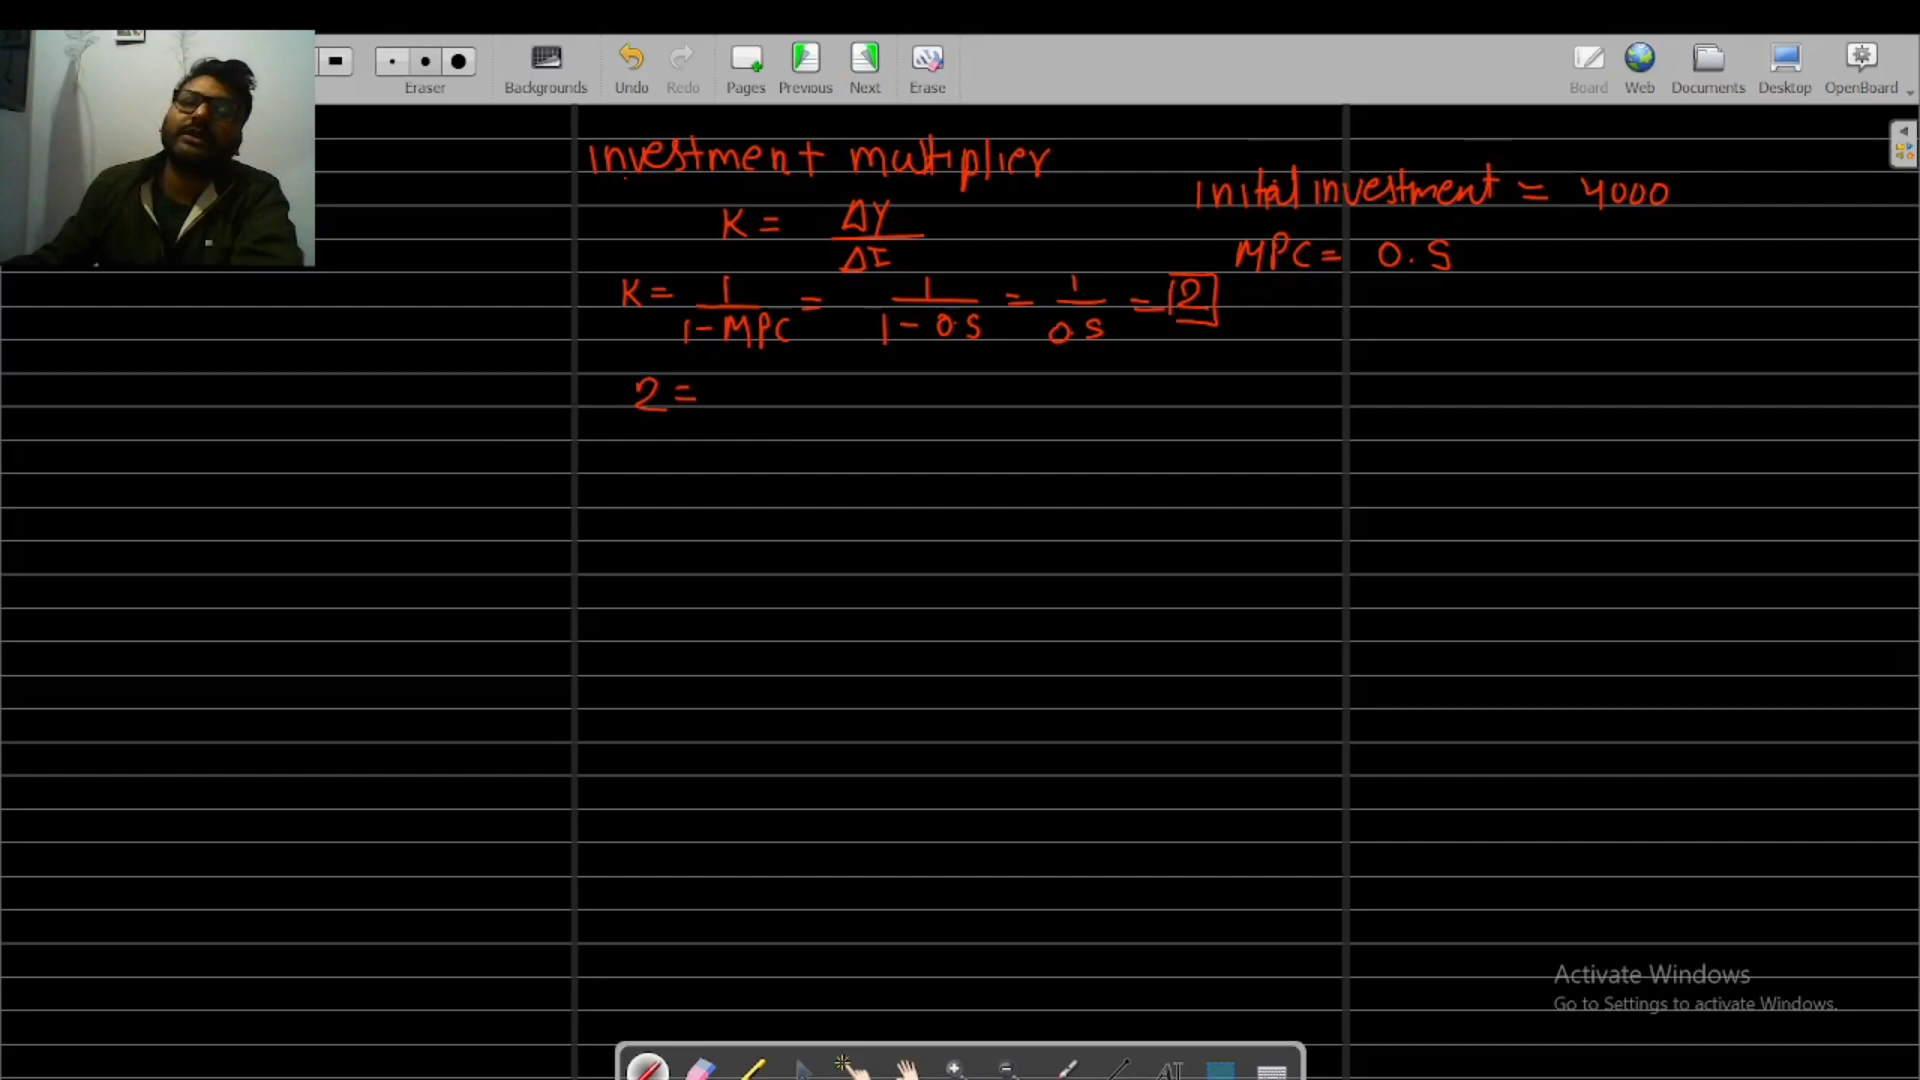 Eraser
Backgrounds
Undo
Redo
Pages
Previous
Next
Erase
Board
Web
Documents
Desktop
OpenBoard
investment multiplier
K = ΔY / ΔI
K = 1 / 1 - MPC = 1 / 1 - 0.5 = 1 / 0.5 = 2
2 =
initial investment = 4000
MPC = 0.5
Activate Windows
Go to Settings to activate Windows.